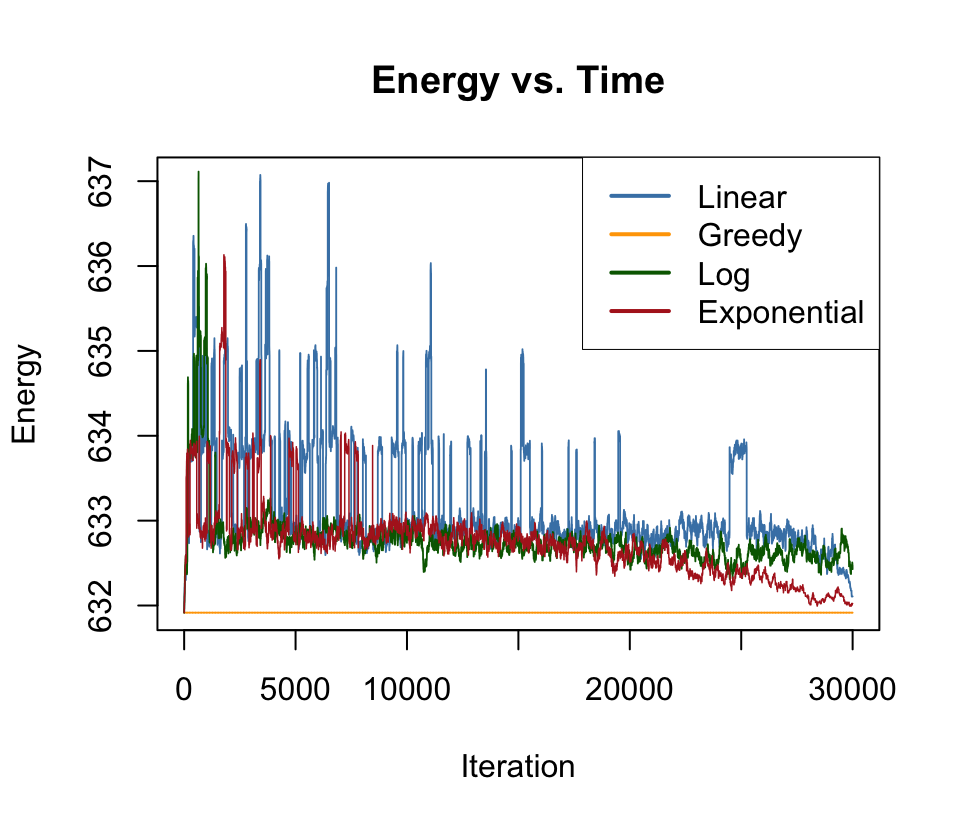 Energy vs. Time
Energy
637
636
635
634
633
632
Linear
Greedy
Log
Exponential
0 5000 10000 20000 30000
Iteration